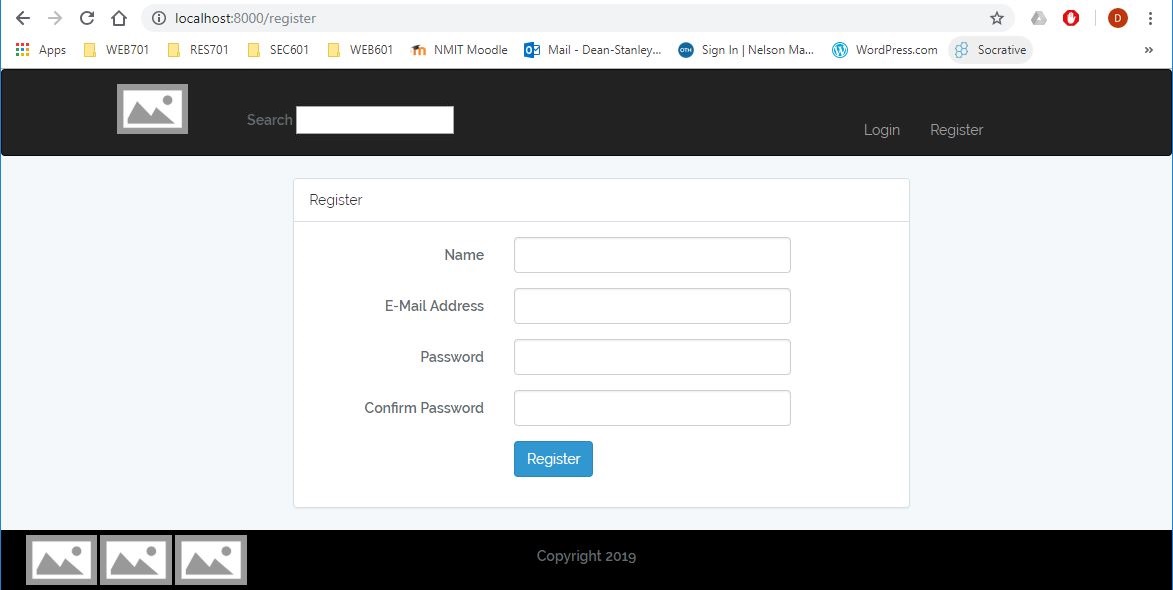 localhost:8000/register
D
Apps WEB701 RES701 SEC601 WEB601 NMIT Moodle Mail - Dean-Stanley... OTH Sign In | Nelson Ma... WordPress.com Socrative »
Search
Login Register
Register
Name
E-Mail Address
Password
Confirm Password
Register
Copyright 2019